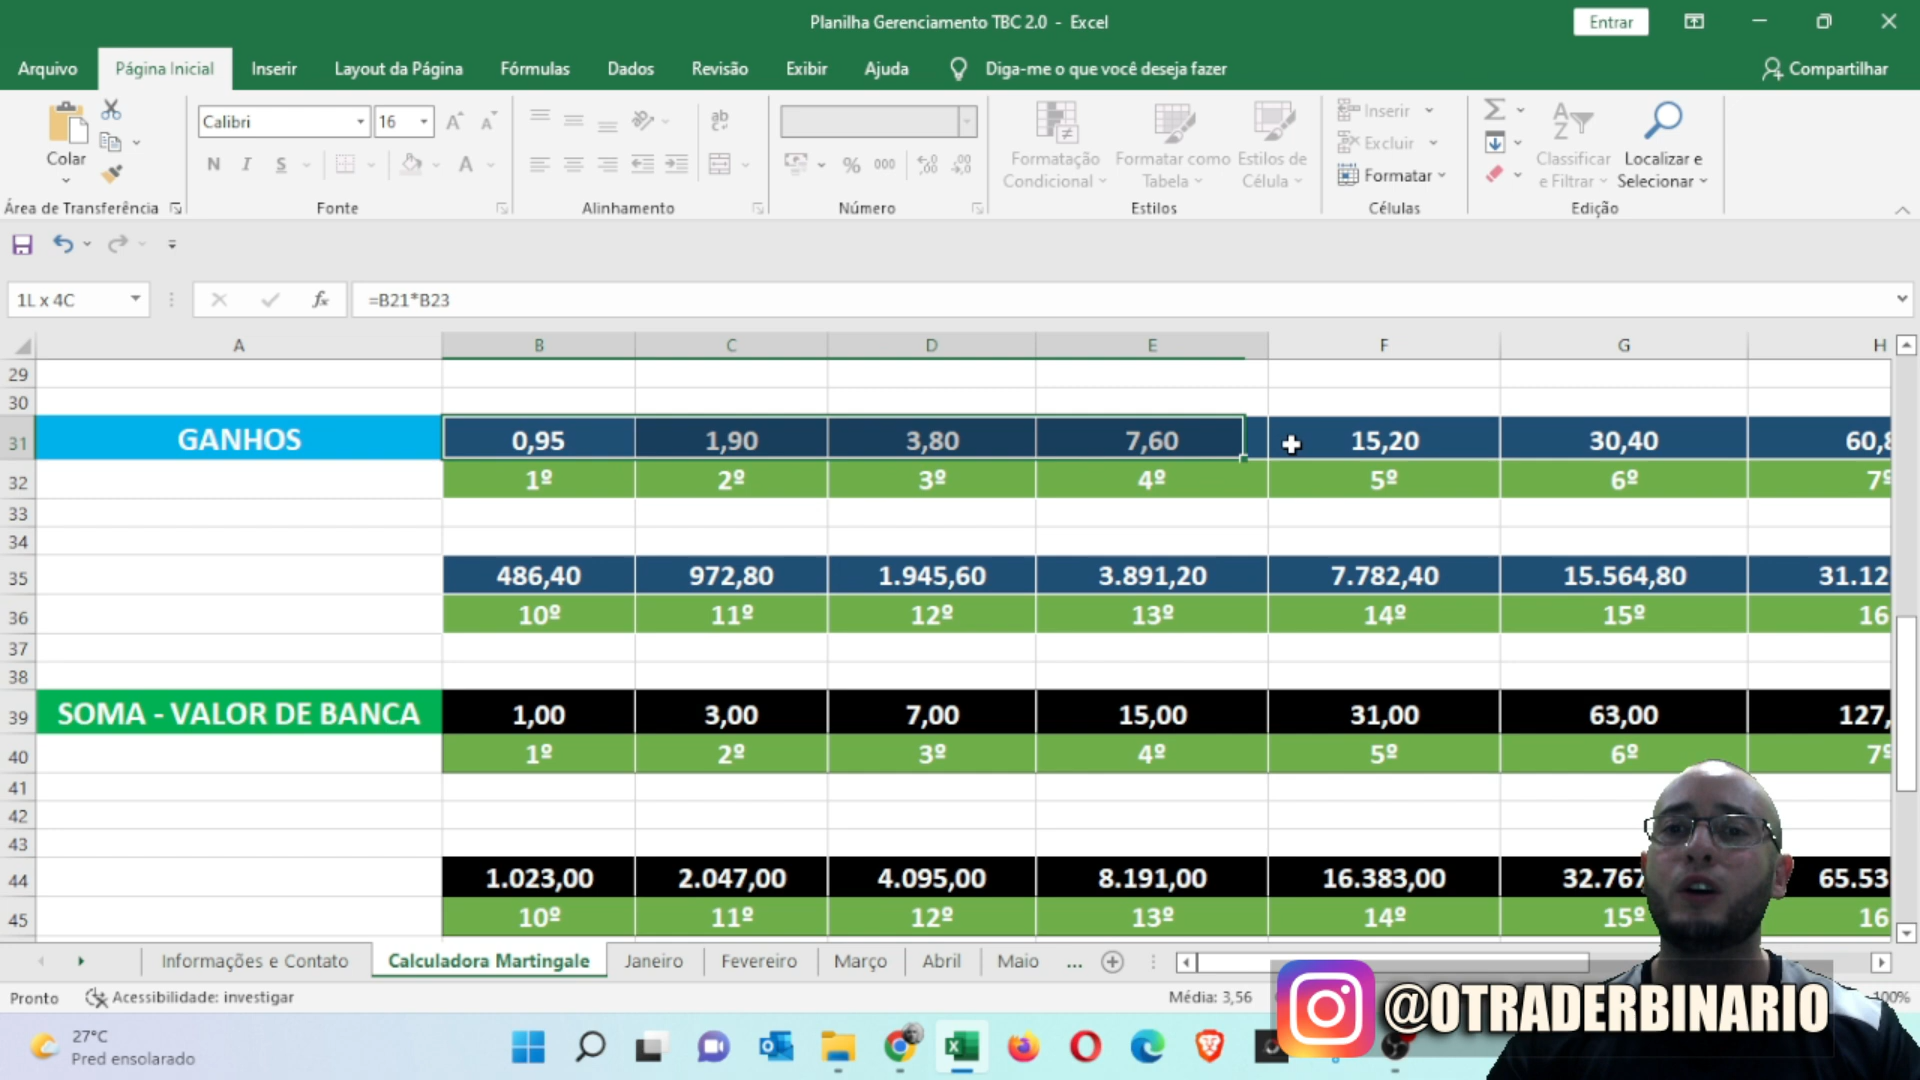 Planilha Gerenciamento TBC 2.0 - Excel
Entrar
Arquivo Página Inicial Inserir Layout da Página Fórmulas Dados Revisão Exibir Ajuda Diga-me o que você deseja fazer Compartilhar
Colar
Calibri 16
N I S
A
ab
% 000
Formatação Condicional
Formatar como Tabela
Estilos de Célula
Inserir
Excluir
Formatar
Classificar e Filtrar
Localizar e Selecionar
Área de Transferência Fonte Alinhamento Número Estilos Células Edição
1L x 4C fx =B21*B23
A B C D E F G H
29
30
31 GANHOS 0,95 1,90 3,80 7,60 15,20 30,40 60,8
32 1º 2º 3º 4º 5º 6º 7º
33
34
35 486,40 972,80 1.945,60 3.891,20 7.782,40 15.564,80 31.12
36 10º 11º 12º 13º 14º 15º 16
37
38
39 SOMA - VALOR DE BANCA 1,00 3,00 7,00 15,00 31,00 63,00 127,
40 1º 2º 3º 4º 5º 6º 7º
41
42
43
44 1.023,00 2.047,00 4.095,00 8.191,00 16.383,00 32.767 65.53
45 10º 11º 12º 13º 14º 15º 16
Informações e Contato Calculadora Martingale Janeiro Fevereiro Março Abril Maio ...
Pronto Acessibilidade: investigar Média: 3,56 100%
@OTRADERBINARIO
27°C
Pred ensolarado